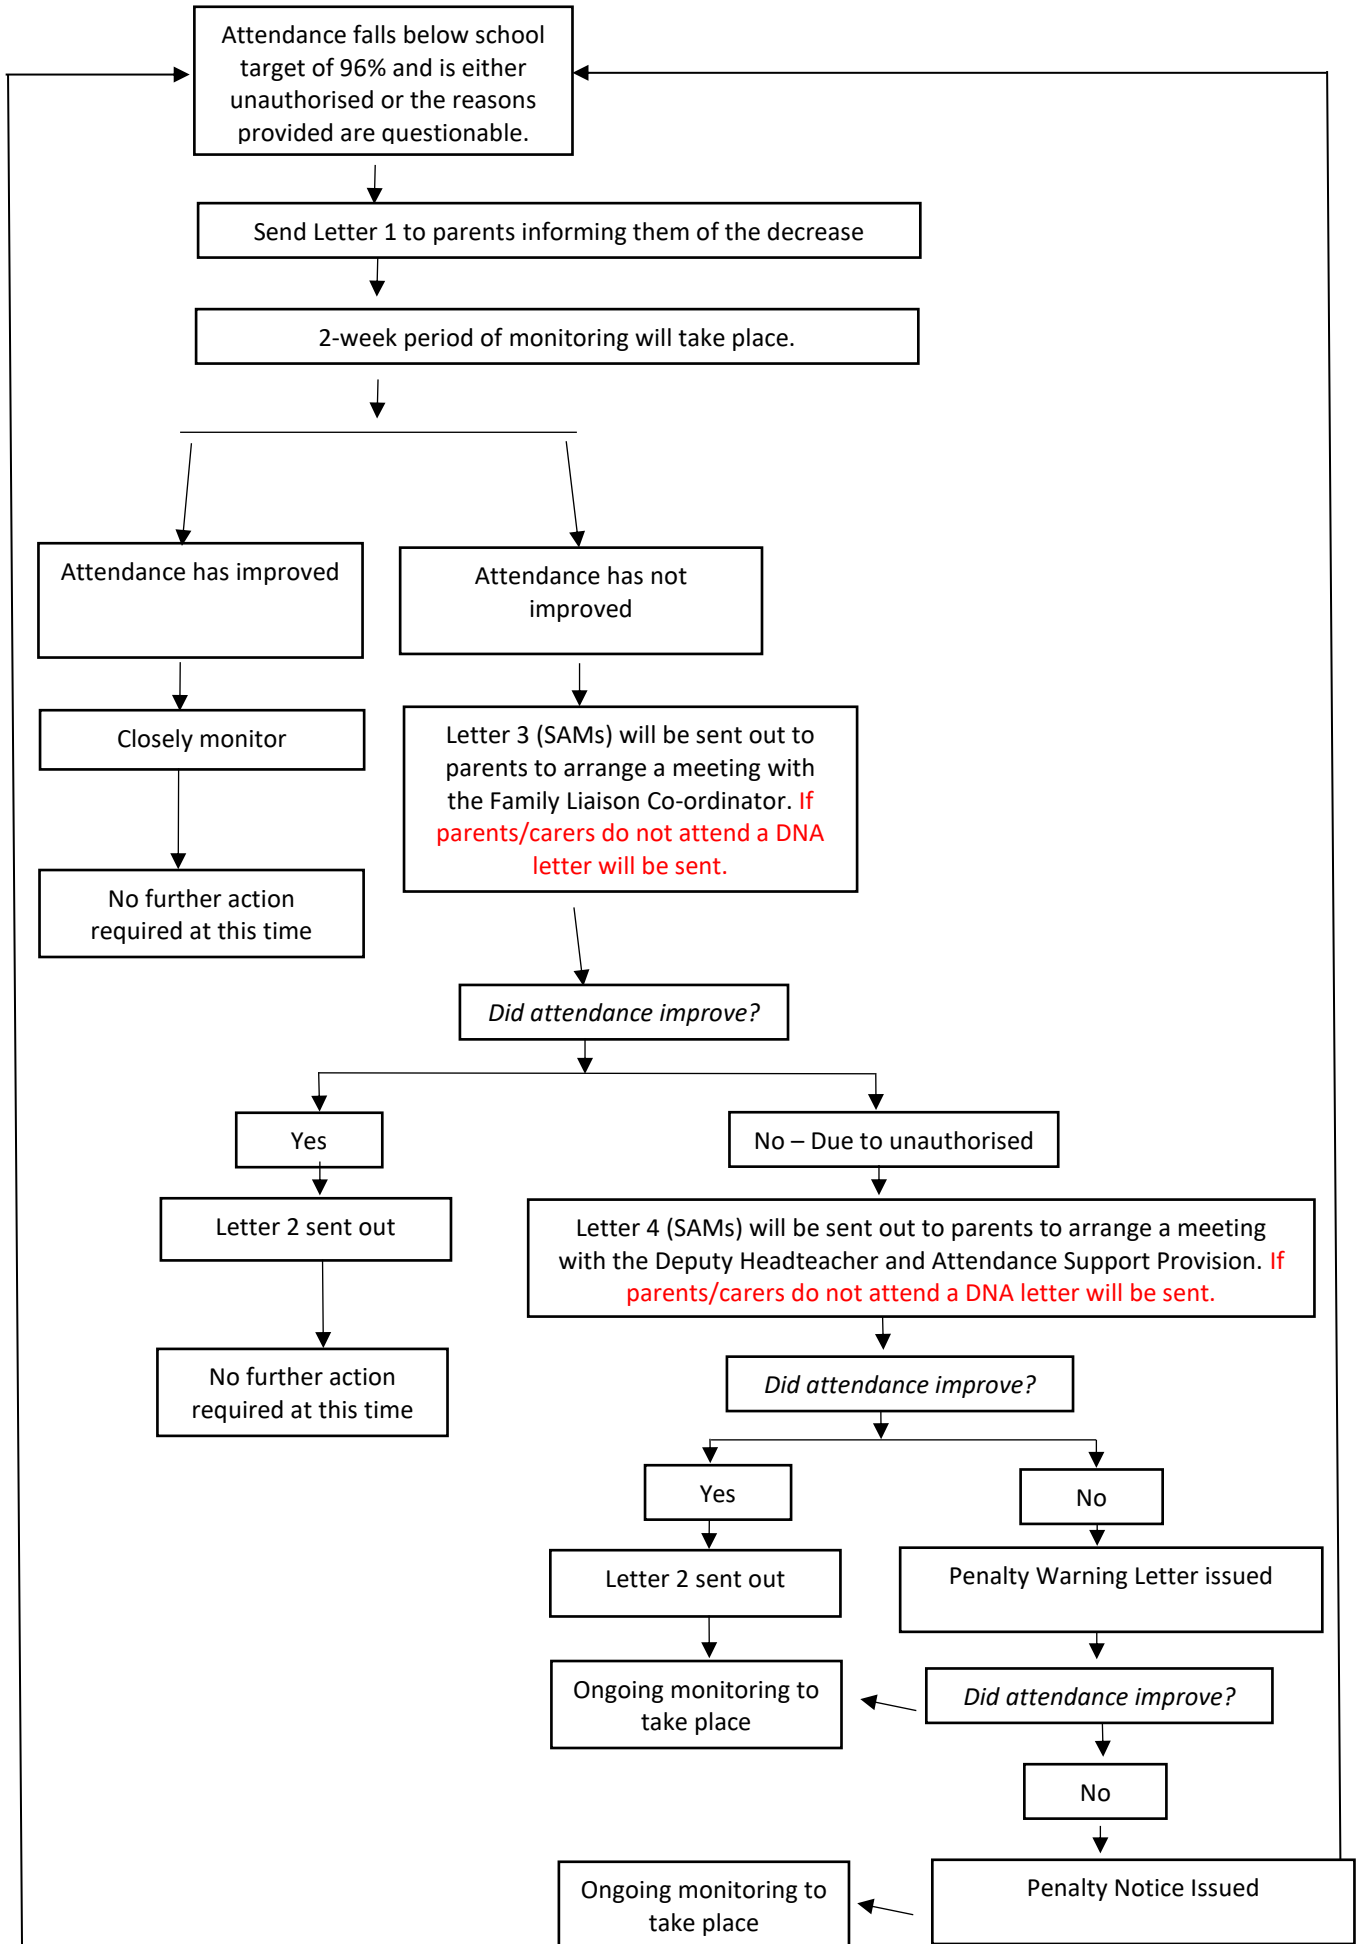 Attendance falls below school
target of 96% and is either
unauthorised or the reasons
provided are questionable.
Send Letter 1 to parents informing them of the decrease
2-week period of monitoring will take place.
Attendance has improved
Attendance has not
improved
Closely monitor
Letter 3 (SAMs) will be sent out to
parents to arrange a meeting with
the Family Liaison Co-ordinator. If
parents/carers do not attend a DNA
letter will be sent.
No further action
required at this time
Did attendance improve?
Yes
No – Due to unauthorised
Letter 2 sent out
Letter 4 (SAMs) will be sent out to parents to arrange a meeting
with the Deputy Headteacher and Attendance Support Provision. If
parents/carers do not attend a DNA letter will be sent.
No further action
required at this time
Did attendance improve?
Yes
No
Letter 2 sent out
Penalty Warning Letter issued
Ongoing monitoring to
take place
Did attendance improve?
No
Ongoing monitoring to
take place
Penalty Notice Issued